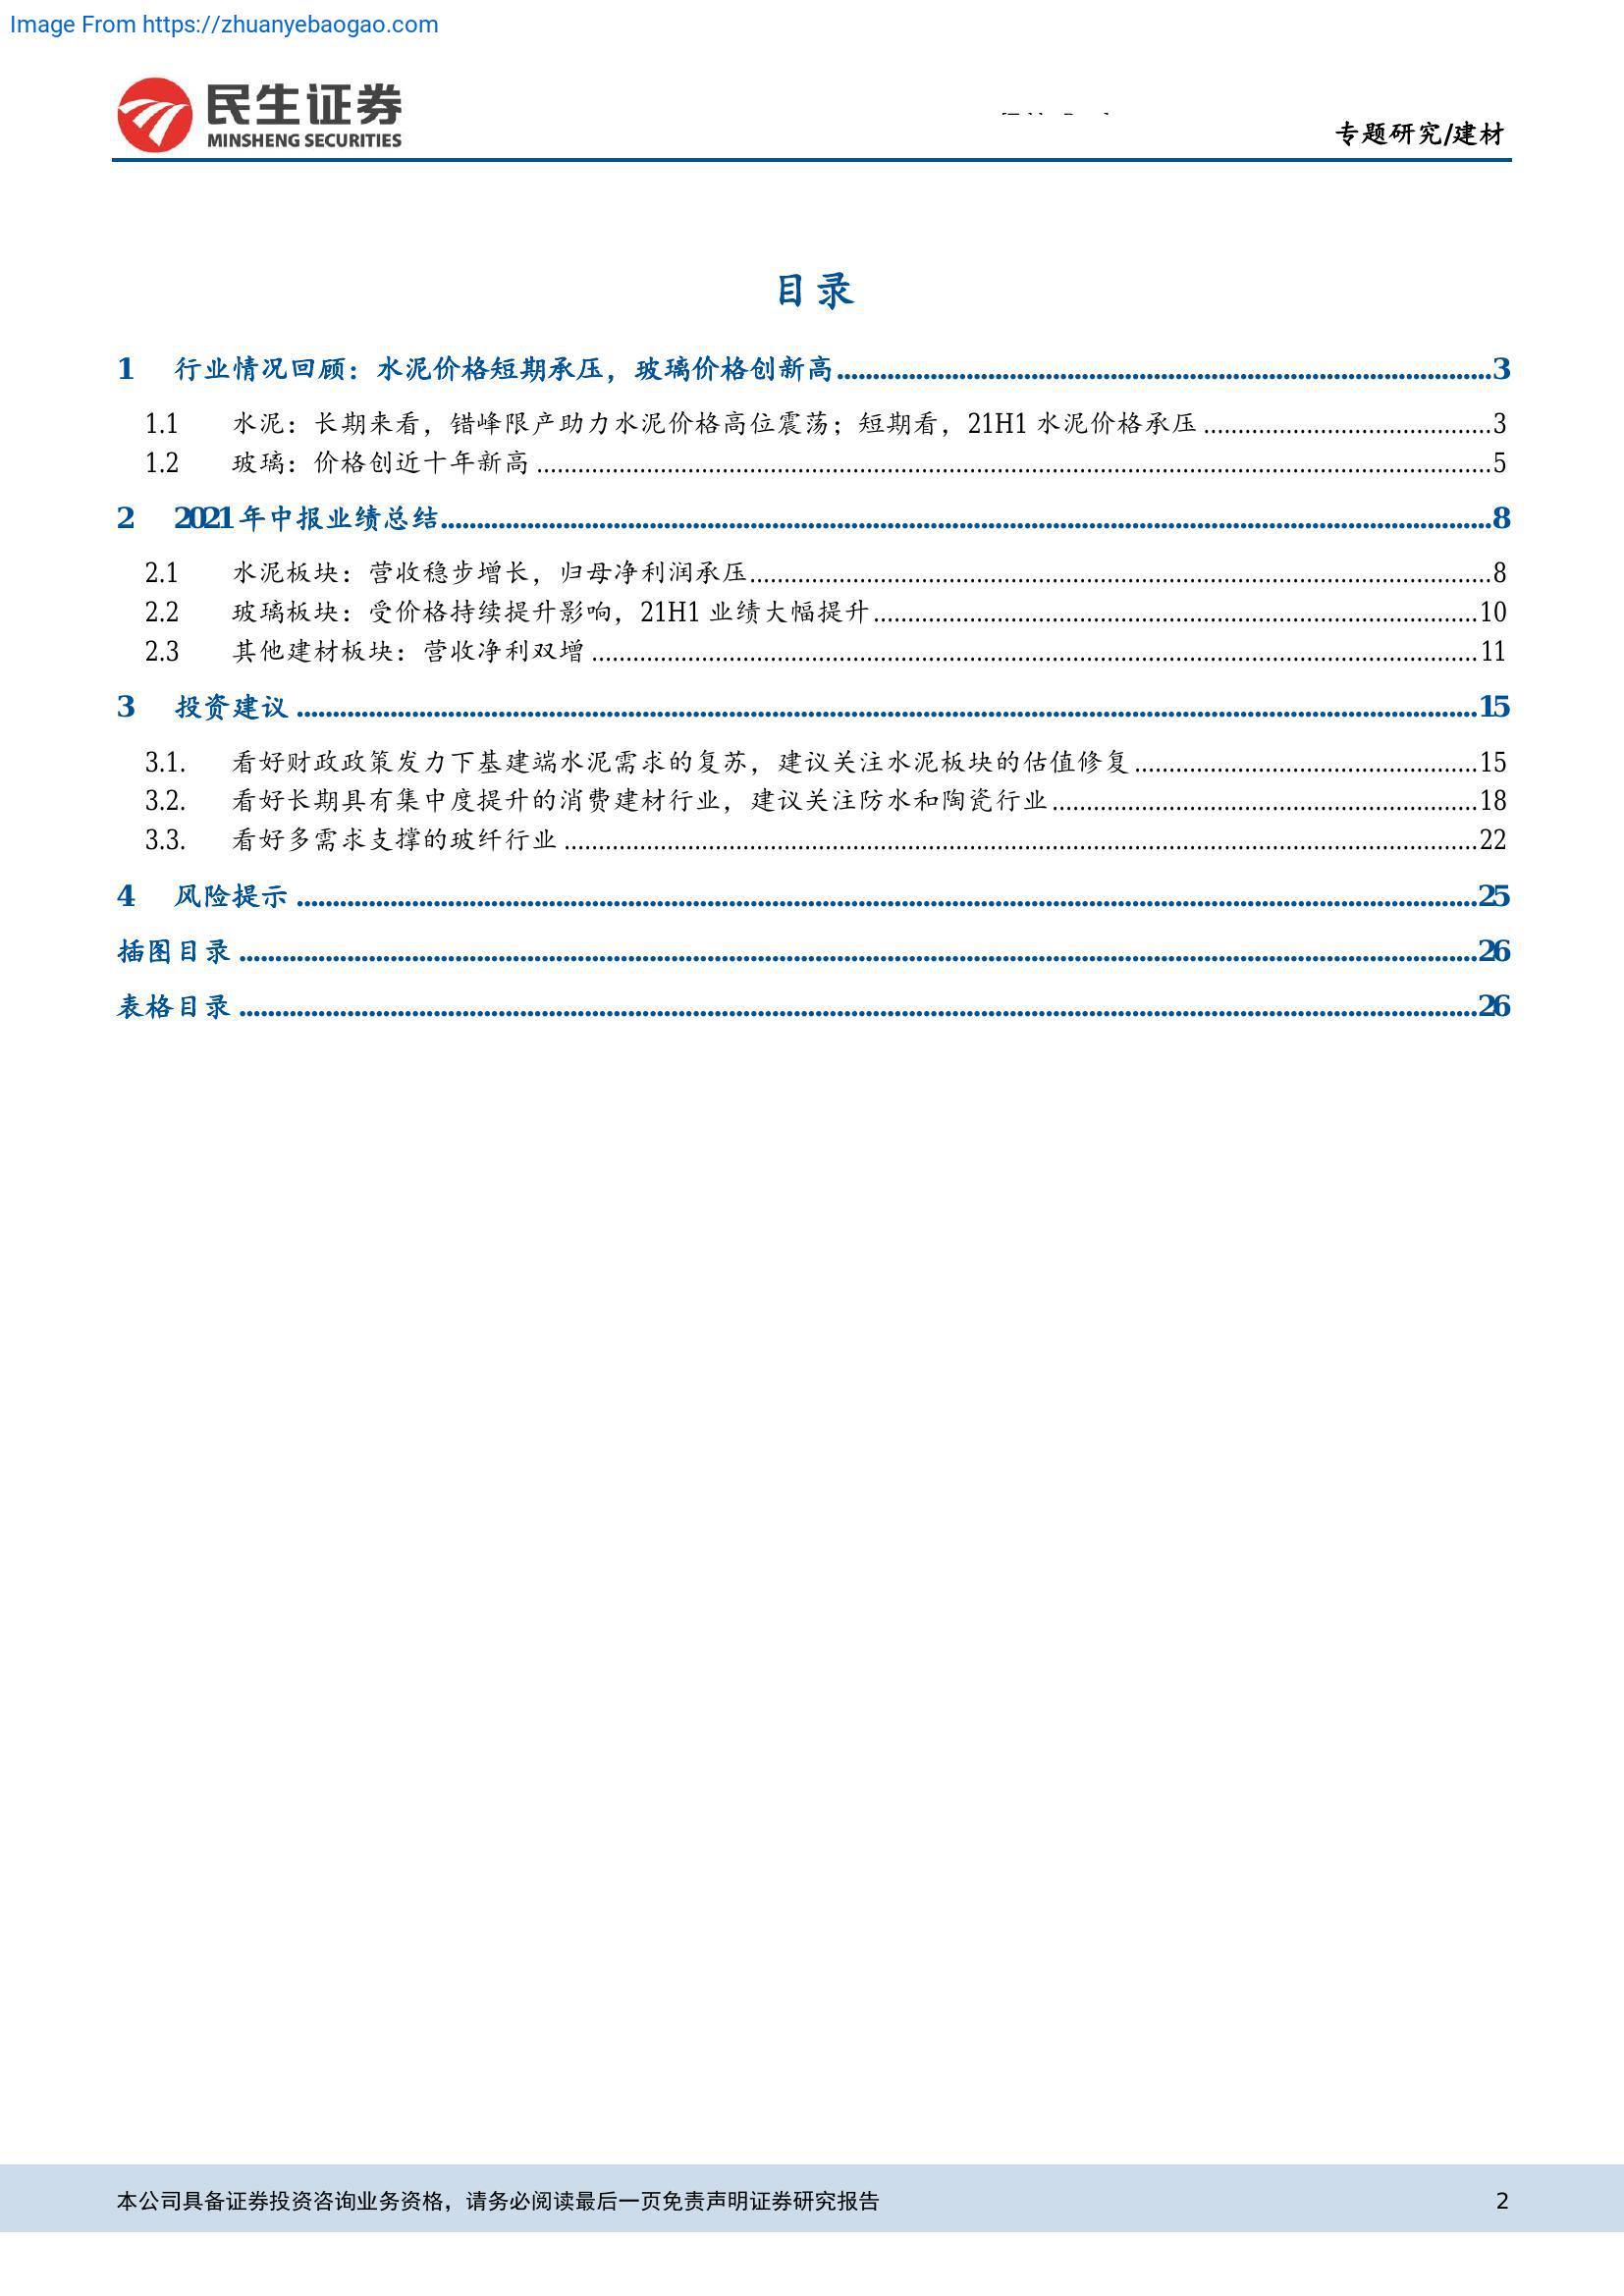 Image From https://zhuanyebaogao.com
民生证券
MINSHENG SECURITIES
专题研究/建材
目录
1 行业情况回顾：水泥价格短期承压，玻璃价格创新高 3
1.1 水泥：长期来看，错峰限产助力水泥价格高位震荡；短期看，21H1 水泥价格承压 3
1.2 玻璃：价格创近十年新高 5
2 2021 年中报业绩总结 8
2.1 水泥板块：营收稳步增长，归母净利润承压 8
2.2 玻璃板块：受价格持续提升影响，21H1 业绩大幅提升 10
2.3 其他建材板块：营收净利双增 11
3 投资建议 15
3.1. 看好财政政策发力下基建端水泥需求的复苏，建议关注水泥板块的估值修复 15
3.2. 看好长期具有集中度提升的消费建材行业，建议关注防水和陶瓷行业 18
3.3. 看好多需求支撑的玻纤行业 22
4 风险提示 25
插图目录 26
表格目录 26
本公司具备证券投资咨询业务资格，请务必阅读最后一页免责声明证券研究报告 2